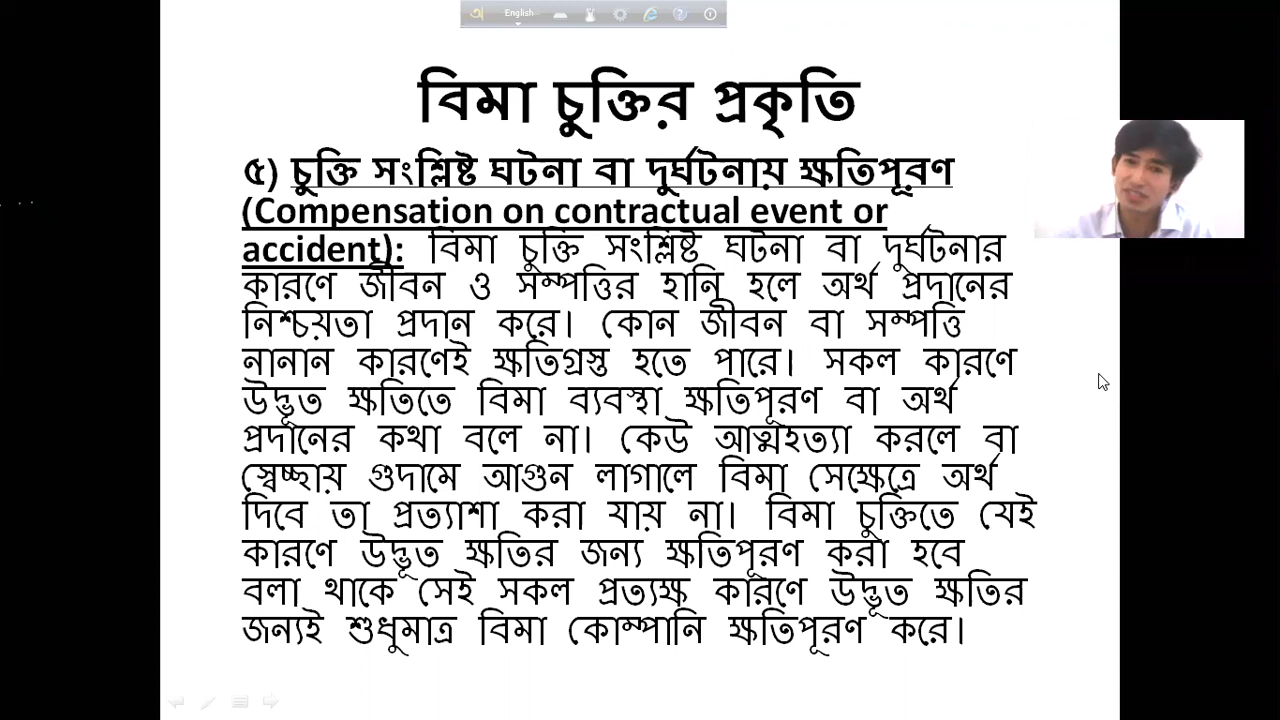 English
বিমা চুক্তির প্রকৃতি
৫) চুক্তি সংশ্লিষ্ট ঘটনা বা দুর্ঘটনায় ক্ষতিপূরণ
(Compensation on contractual event or
accident): বিমা চুক্তি সংশ্লিষ্ট ঘটনা বা দুর্ঘটনার
কারণে জীবন ও সম্পত্তির হানি হলে অর্থ প্রদানের
নিশ্চয়তা প্রদান করে। কোন জীবন বা সম্পত্তি
নানান কারণেই ক্ষতিগ্রস্ত হতে পারে। সকল কারণে
উদ্ভূত ক্ষতিতে বিমা ব্যবস্থা ক্ষতিপূরণ বা অর্থ
প্রদানের কথা বলে না। কেউ আত্মহত্যা করলে বা
স্বেচ্ছায় গুদামে আগুন লাগালে বিমা সেক্ষেত্রে অর্থ
দিবে তা প্রত্যাশা করা যায় না। বিমা চুক্তিতে যেই
কারণে উদ্ভূত ক্ষতির জন্য ক্ষতিপূরণ করা হবে
বলা থাকে সেই সকল প্রত্যক্ষ কারণে উদ্ভূত ক্ষতির
জন্যই শুধুমাত্র বিমা কোম্পানি ক্ষতিপূরণ করে।